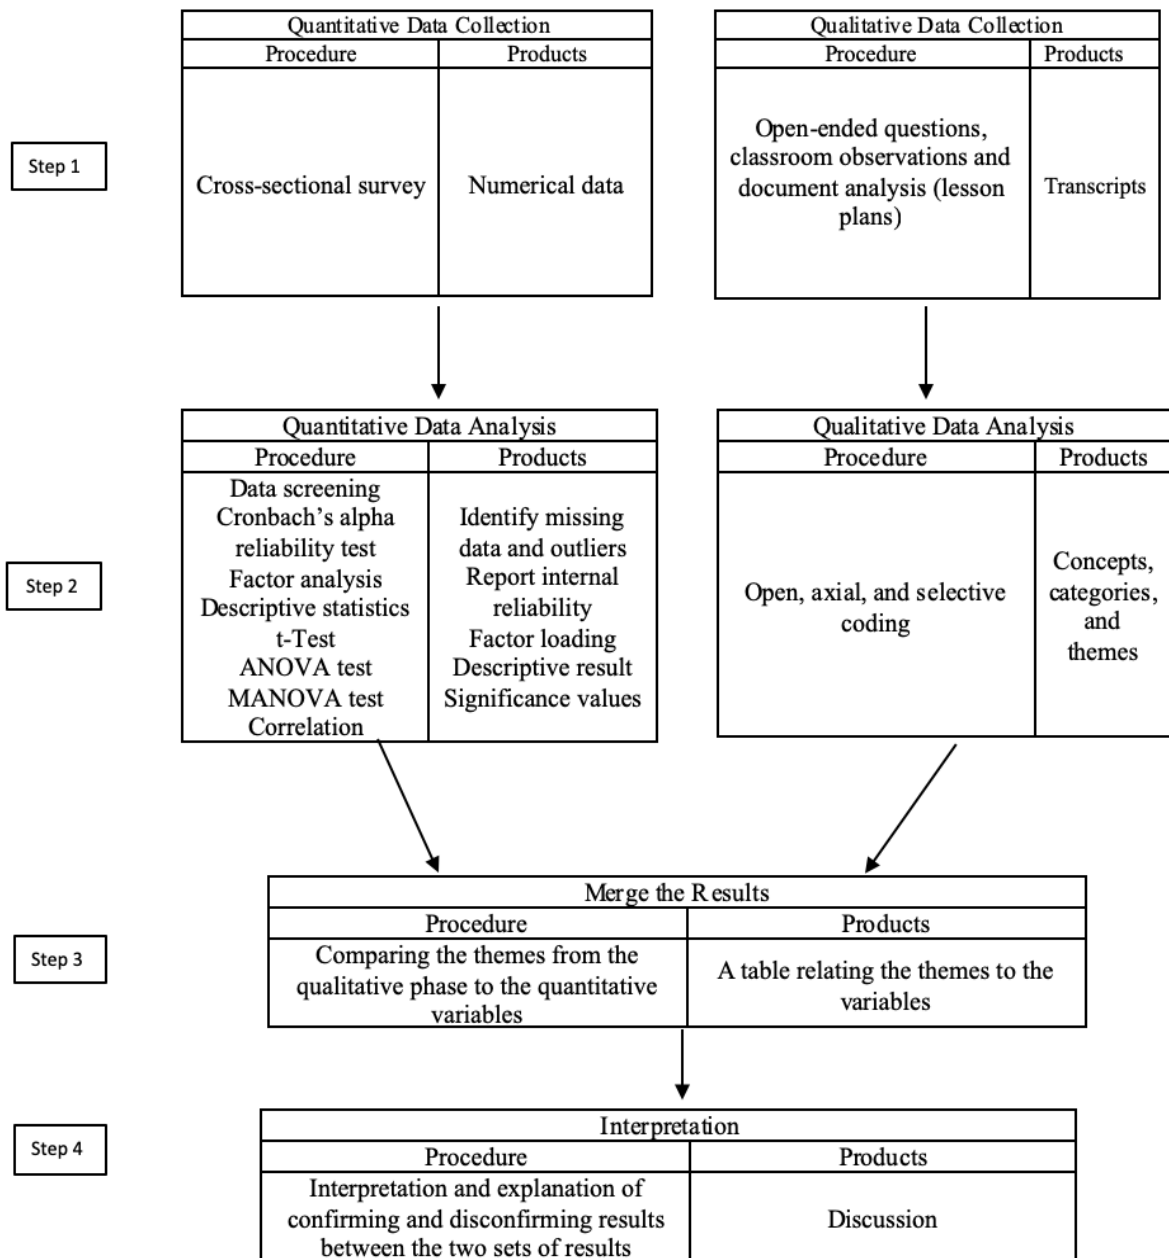 Quantitative Data Collection
Procedure
Products
Cross-sectional survey
Numerical data
Qualitative Data Collection
Procedure
Products
Open-ended questions,
classroom observations and
document analysis (lesson
plans)
Transcripts
Step 1
Quantitative Data Analysis
Procedure
Products
Data screening
Cronbach's alpha
reliability test
Factor analysis
Descriptive statistics
t-Test
ANOVA test
MANOVA test
Correlation
Identify missing
data and outliers
Report internal
reliability
Factor loading
Descriptive result
Significance values
Qualitative Data Analysis
Procedure
Products
Open, axial, and selective
coding
Concepts,
categories,
and
themes
Step 2
Merge the Results
Procedure
Products
Comparing the themes from the
qualitative phase to the quantitative
variables
A table relating the themes to the
variables
Step 3
Interpretation
Procedure
Products
Interpretation and explanation of
confirming and disconfirming results
between the two sets of results
Discussion
Step 4